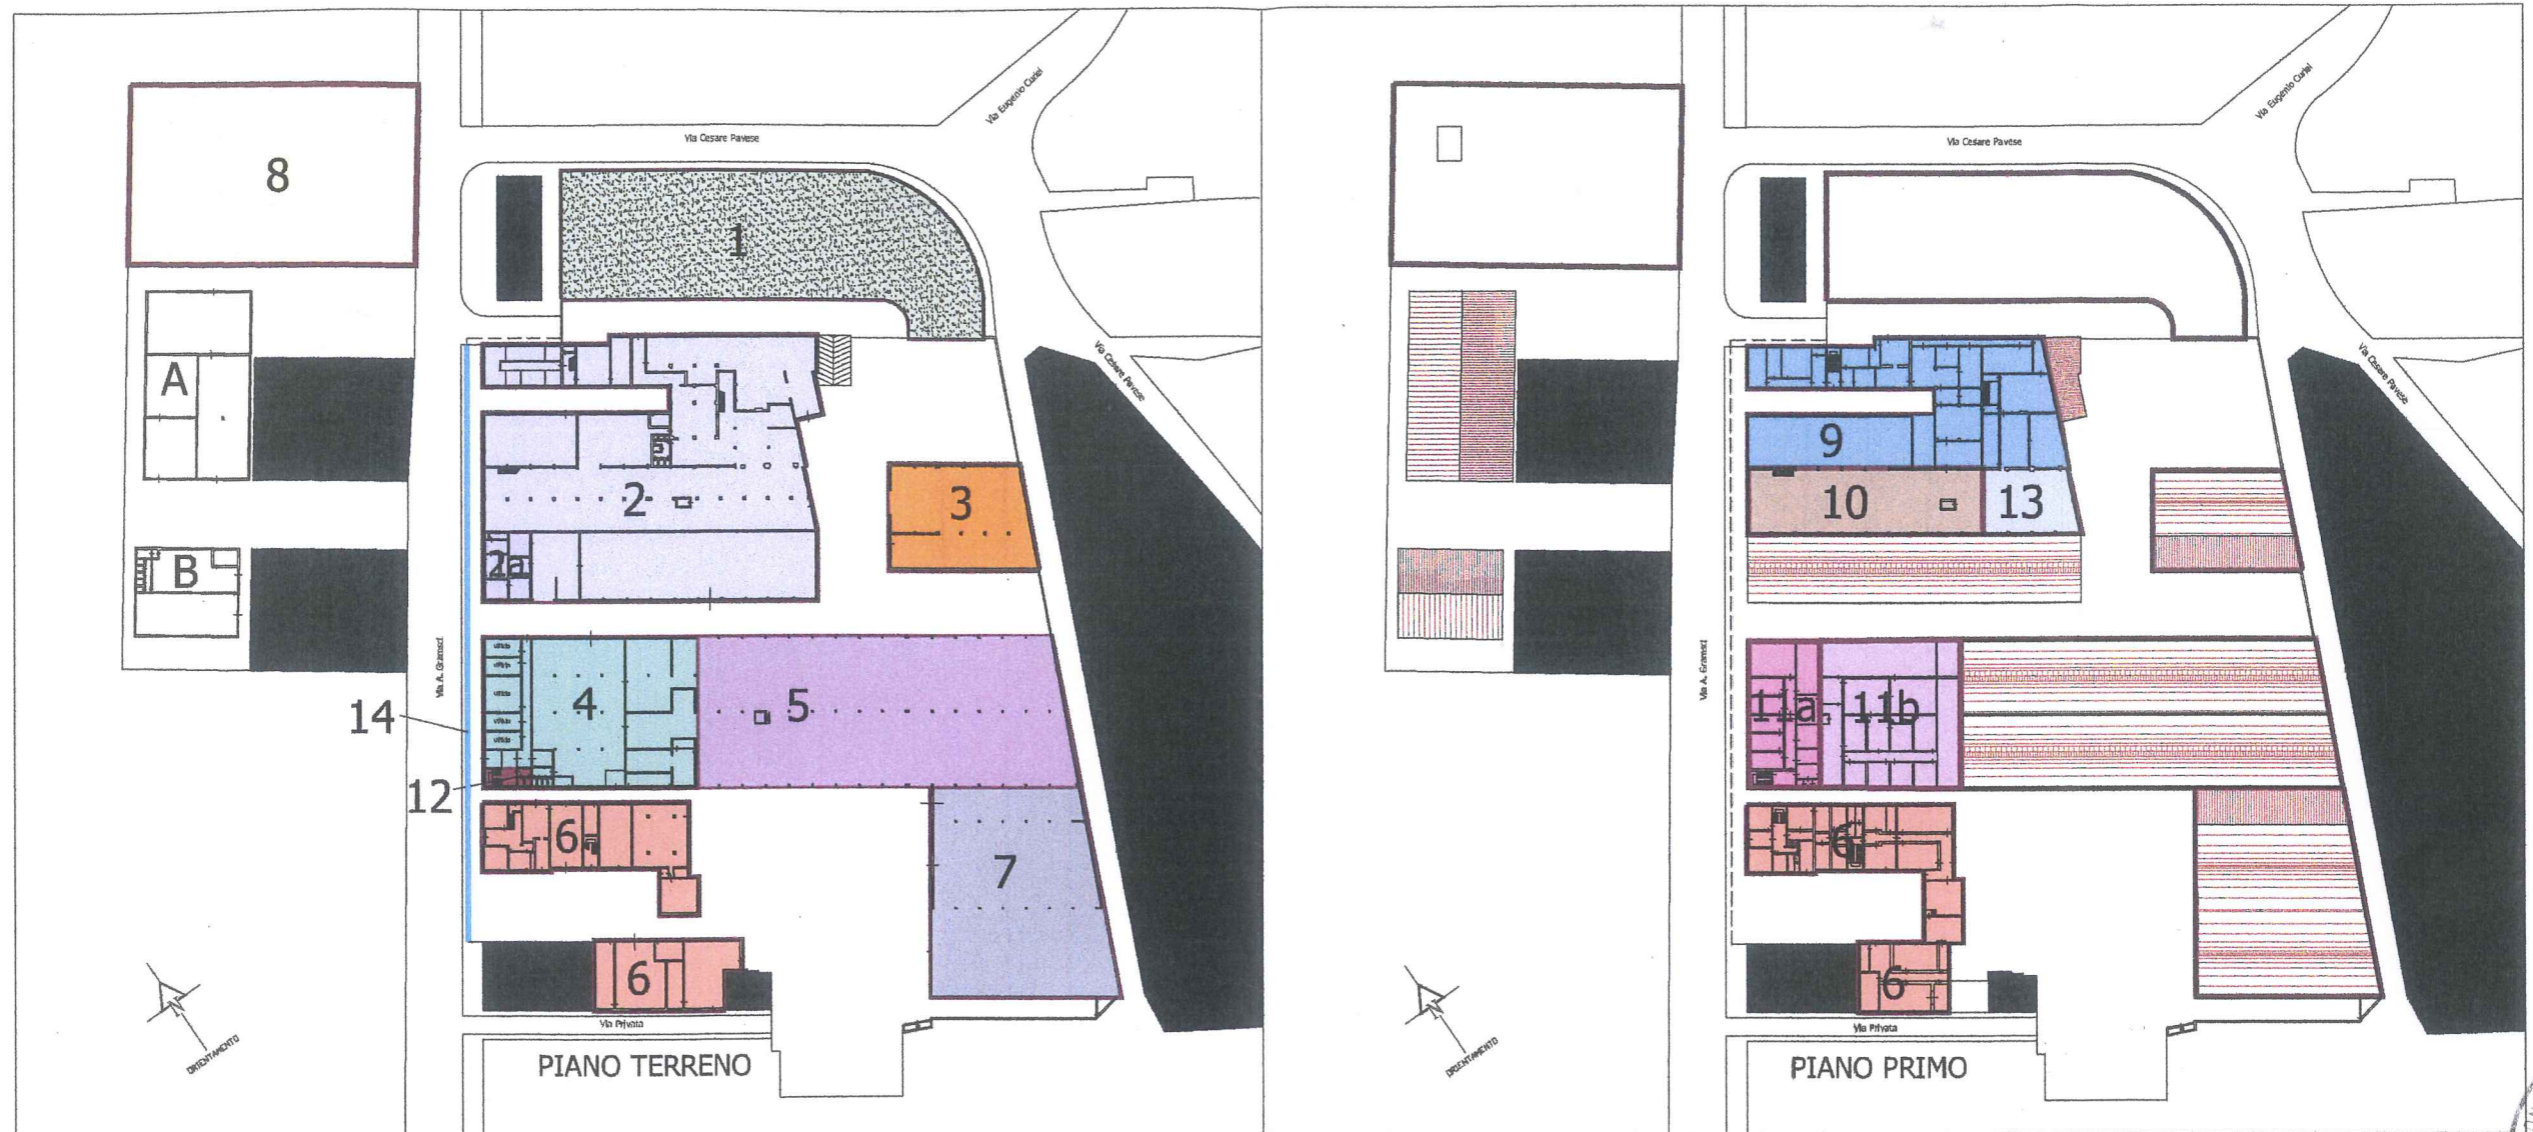 Via Eugenio Curiel
Via Cesare Pavese
8
1
Via Cesare Pavese
A
2
3
2a
B
Via A. Gramsci
4
5
14
12
6
7
6
Via Privata
ORIENTAMENTO
PIANO TERRENO
Via Eugenio Curiel
Via Cesare Pavese
Via Cesare Pavese
9
10
13
Via A. Gramsci
11a
11b
6
6
Via Privata
ORIENTAMENTO
PIANO PRIMO